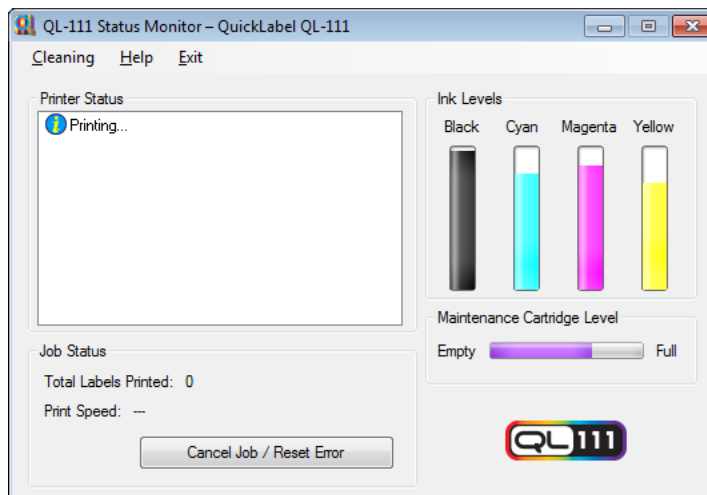 QL-111 Status Monitor – QuickLabel QL-111
Cleaning Help Exit
Printer Status
Printing...
Job Status
Total Labels Printed: 0
Print Speed: ---
Cancel Job / Reset Error
Ink Levels
Black Cyan Magenta Yellow
Maintenance Cartridge Level
Empty Full
QL111